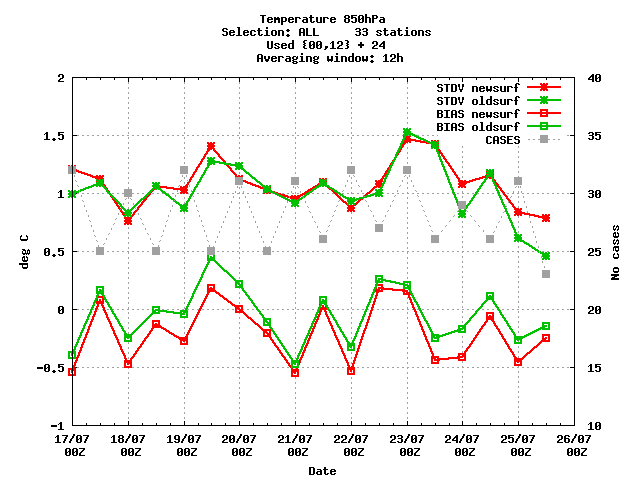 Temperature 850hPa
Selection: ALL     33 stations
Used {00,12} + 24
Averaging window: 12h
STDV newsurf
STDV oldsurf
BIAS newsurf
BIAS oldsurf
CASES
2
1.5
1
0.5
0
-0.5
-1
deg C
40
35
30
25
20
15
10
No cases
17/07 18/07 19/07 20/07 21/07 22/07 23/07 24/07 25/07 26/07
00Z 00Z 00Z 00Z 00Z 00Z 00Z 00Z 00Z 00Z
Date